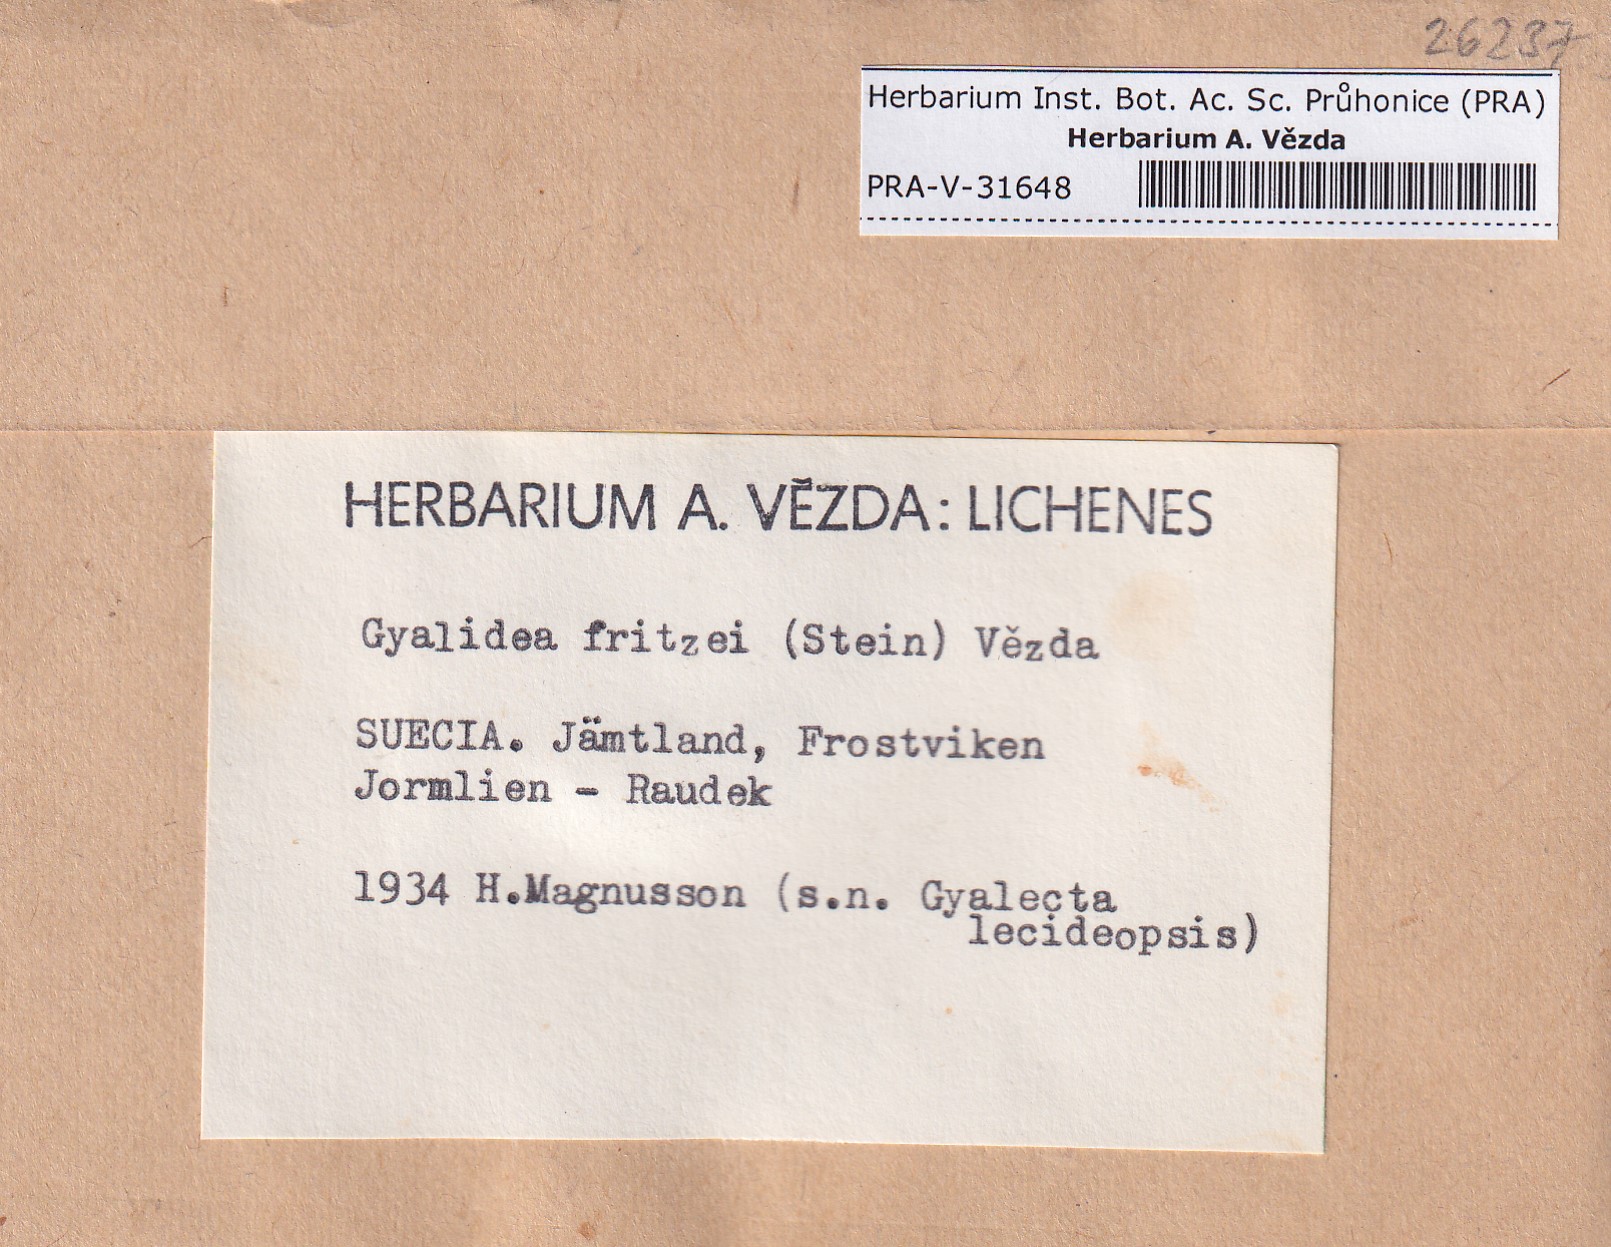 26237
Herbarium Inst. Bot. Ac. Sc. Průhonice (PRA)
Herbarium A. Vězda
PRA-V-31648
HERBARIUM A. VĚZDA: LICHENES
Gyalidea fritzei (Stein) Vězda
SUECIA. Jämtland, Frostviken
Jormlien - Raudek
1934 H.Magnusson (s.n. Gyalecta
lecideopsis)